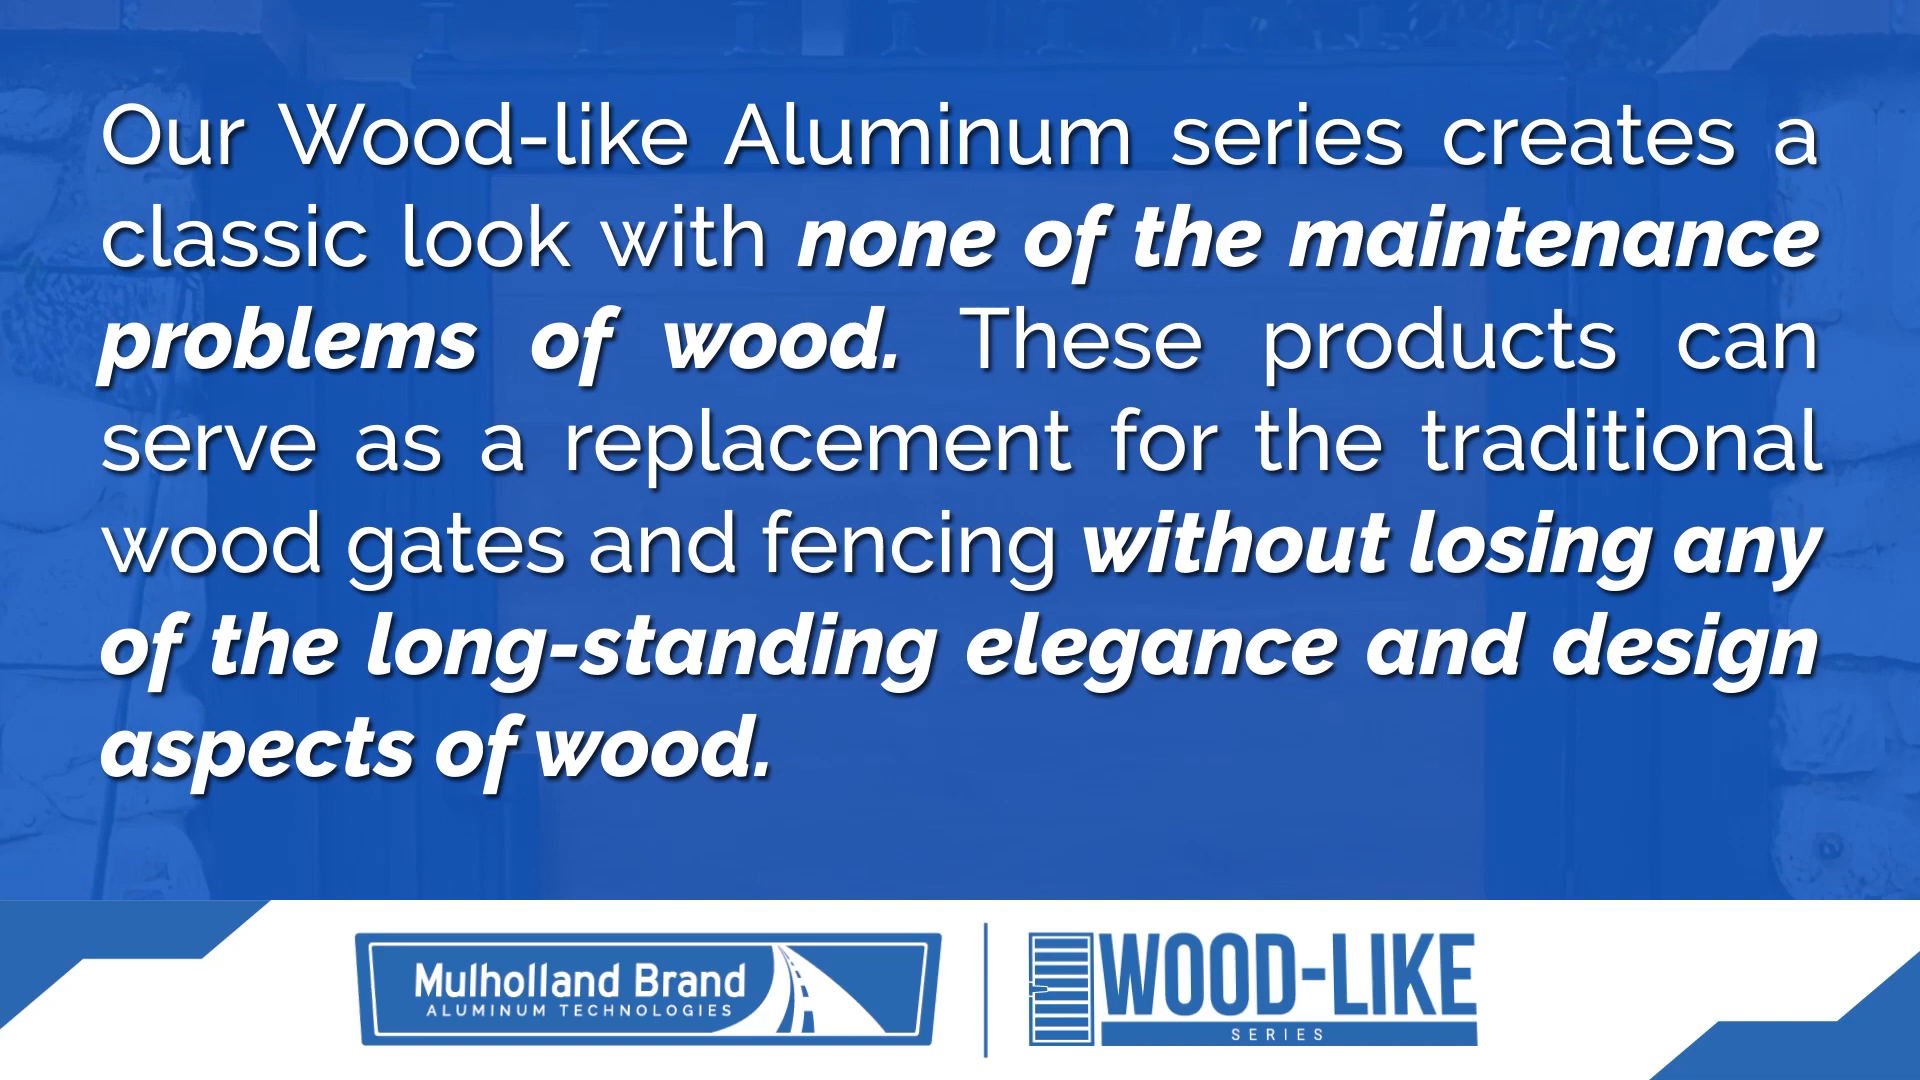 Our Wood-like Aluminum series creates a
classic look with none of the maintenance
problems of wood. These products can
serve as a replacement for the traditional
wood gates and fencing without losing any
of the long-standing elegance and design
aspects of wood.
Mulholland Brand
ALUMINUM TECHNOLOGIES
WOOD-LIKE
SERIES